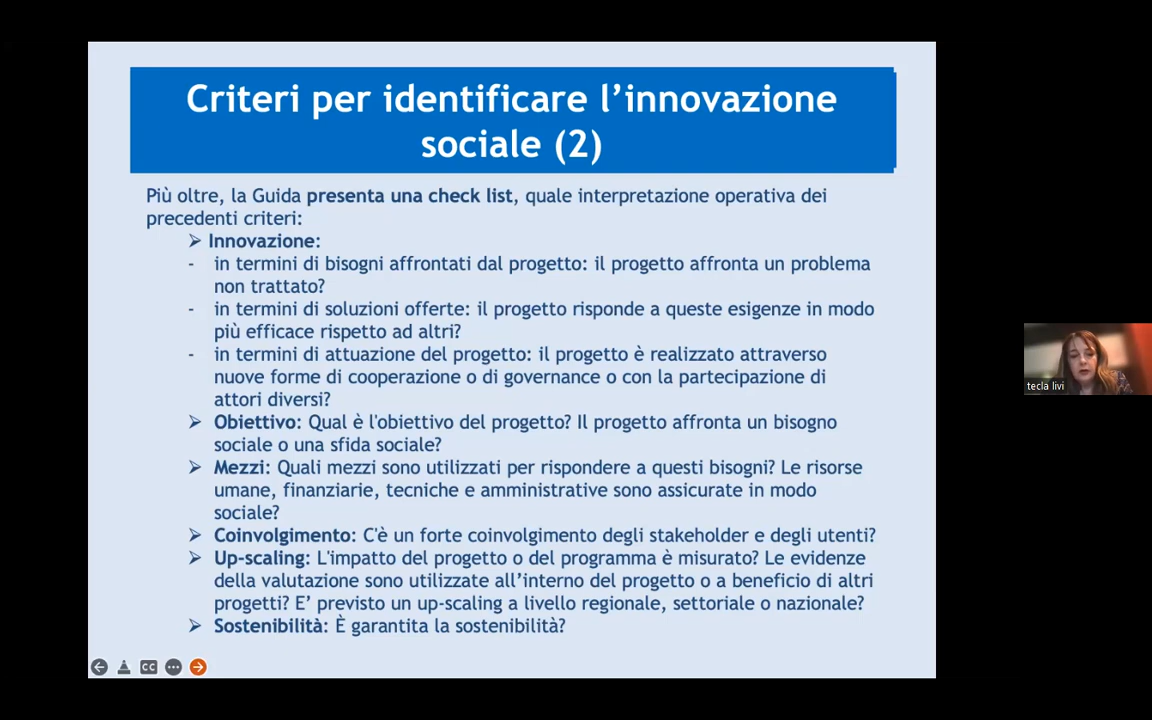 Criteri per identificare l’innovazione
sociale (2)
Più oltre, la Guida presenta una check list, quale interpretazione operativa dei
precedenti criteri:
➢ Innovazione:
- in termini di bisogni affrontati dal progetto: il progetto affronta un problema
non trattato?
- in termini di soluzioni offerte: il progetto risponde a queste esigenze in modo
più efficace rispetto ad altri?
- in termini di attuazione del progetto: il progetto è realizzato attraverso
nuove forme di cooperazione o di governance o con la partecipazione di
attori diversi?
➢ Obiettivo: Qual è l'obiettivo del progetto? Il progetto affronta un bisogno
sociale o una sfida sociale?
➢ Mezzi: Quali mezzi sono utilizzati per rispondere a questi bisogni? Le risorse
umane, finanziarie, tecniche e amministrative sono assicurate in modo
sociale?
➢ Coinvolgimento: C'è un forte coinvolgimento degli stakeholder e degli utenti?
➢ Up-scaling: L'impatto del progetto o del programma è misurato? Le evidenze
della valutazione sono utilizzate all’interno del progetto o a beneficio di altri
progetti? E’ previsto un up-scaling a livello regionale, settoriale o nazionale?
➢ Sostenibilità: È garantita la sostenibilità?
CC
tecla livi